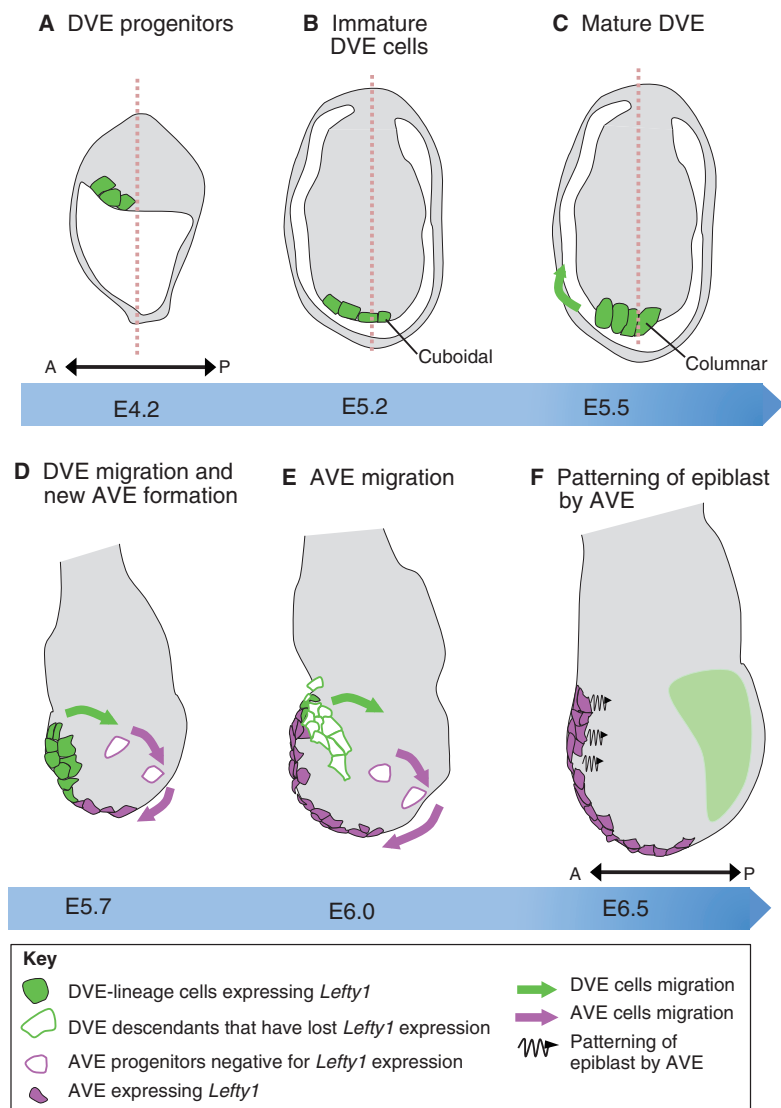 A DVE progenitors
B Immature
DVE cells
C Mature DVE
Cuboidal
Columnar
A P
E4.2 E5.2 E5.5
D DVE migration and
new AVE formation
E AVE migration
F Patterning of epiblast
by AVE
A P
E5.7 E6.0 E6.5
Key
DVE-lineage cells expressing Lefty1
DVE descendants that have lost Lefty1 expression
AVE progenitors negative for Lefty1 expression
AVE expressing Lefty1
DVE cells migration
AVE cells migration
Patterning of
epiblast by AVE